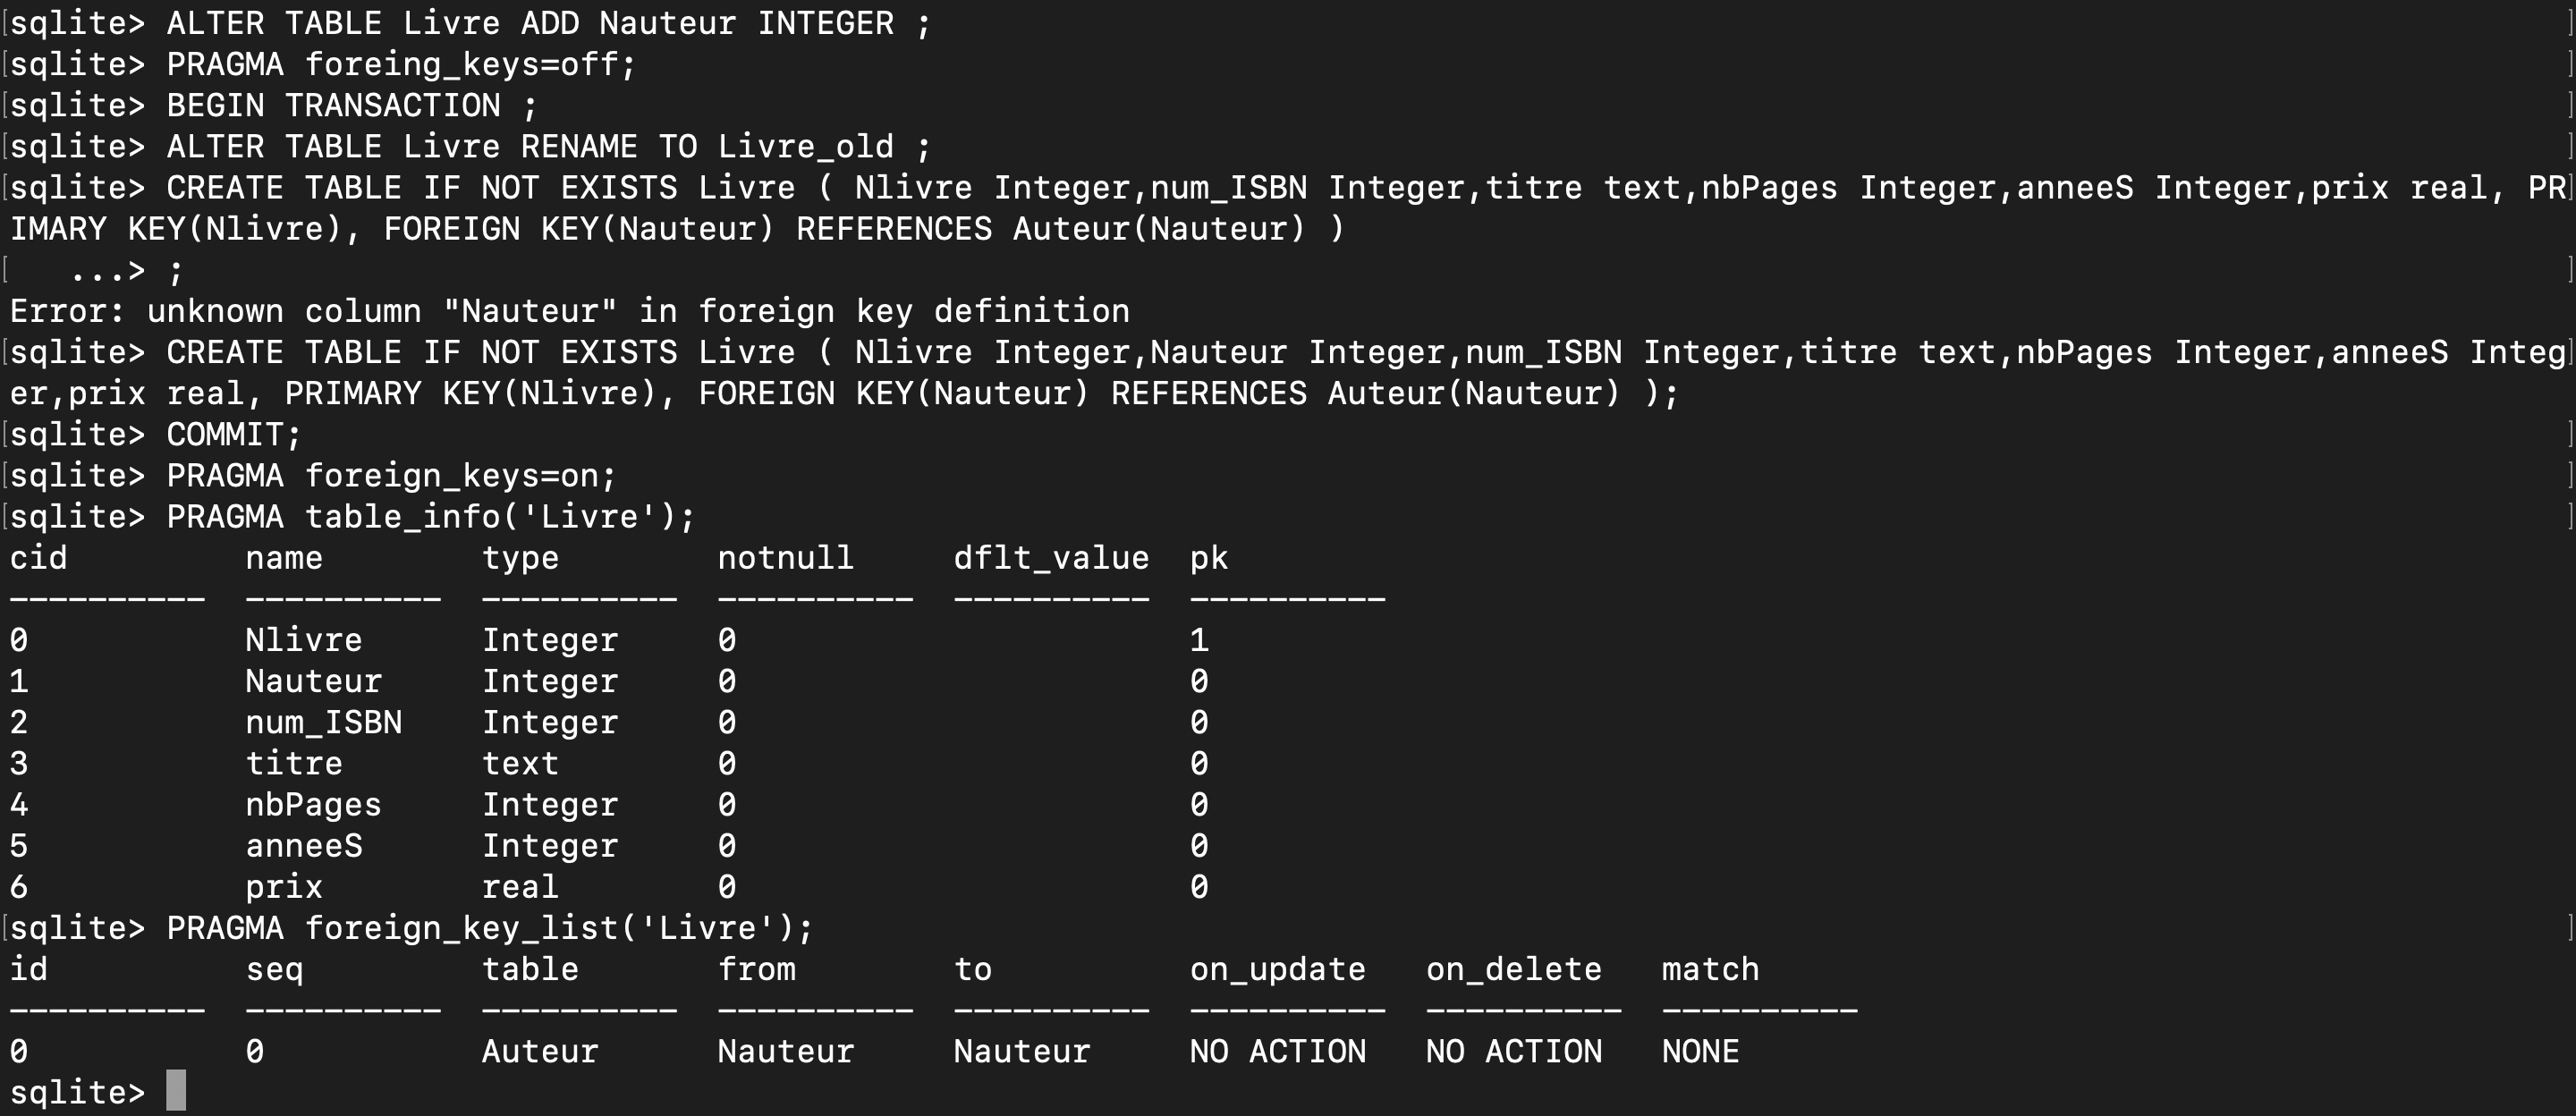 [sqlite> ALTER TABLE Livre ADD Nauteur INTEGER ; ]
[sqlite> PRAGMA foreing_keys=off; ]
[sqlite> BEGIN TRANSACTION ; ]
[sqlite> ALTER TABLE Livre RENAME TO Livre_old ; ]
[sqlite> CREATE TABLE IF NOT EXISTS Livre ( Nlivre Integer,num_ISBN Integer,titre text,nbPages Integer,anneeS Integer,prix real, PR]
IMARY KEY(Nlivre), FOREIGN KEY(Nauteur) REFERENCES Auteur(Nauteur) )
[   ...> ; ]
Error: unknown column "Nauteur" in foreign key definition
[sqlite> CREATE TABLE IF NOT EXISTS Livre ( Nlivre Integer,Nauteur Integer,num_ISBN Integer,titre text,nbPages Integer,anneeS Integ]
er,prix real, PRIMARY KEY(Nlivre), FOREIGN KEY(Nauteur) REFERENCES Auteur(Nauteur) );
[sqlite> COMMIT; ]
[sqlite> PRAGMA foreign_keys=on; ]
[sqlite> PRAGMA table_info('Livre'); ]
cid         name        type        notnull     dflt_value  pk
----------  ----------  ----------  ----------  ----------  ----------
0           Nlivre      Integer     0                       1
1           Nauteur     Integer     0                       0
2           num_ISBN    Integer     0                       0
3           titre       text        0                       0
4           nbPages     Integer     0                       0
5           anneeS      Integer     0                       0
6           prix        real        0                       0
[sqlite> PRAGMA foreign_key_list('Livre'); ]
id          seq         table       from        to          on_update   on_delete   match
----------  ----------  ----------  ----------  ----------  ----------  ----------  ----------
0           0           Auteur      Nauteur     Nauteur     NO ACTION   NO ACTION   NONE
sqlite>